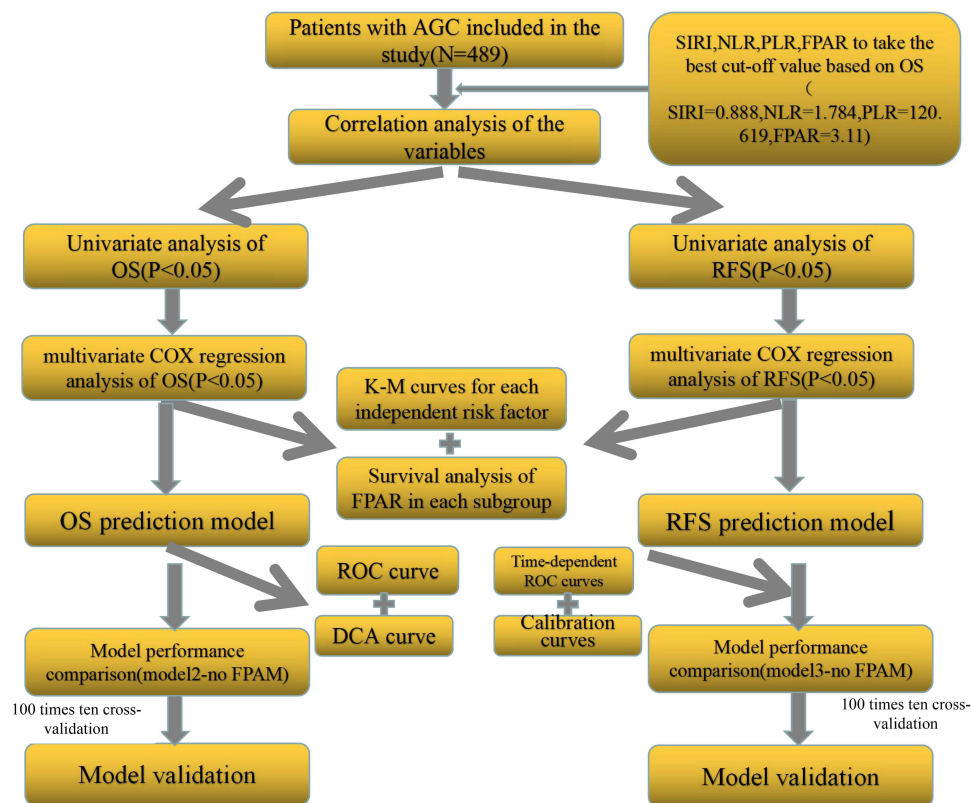 Patients with AGC included in the
study(N=489)
SIRI,NLR,PLR,FPAR to take the
best cut-off value based on OS
（
SIRI=0.888,NLR=1.784,PLR=120.
619,FPAR=3.11)
Correlation analysis of the
variables
Univariate analysis of
OS(P<0.05)
Univariate analysis of
RFS(P<0.05)
multivariate COX regression
analysis of OS(P<0.05)
multivariate COX regression
analysis of RFS(P<0.05)
K-M curves for each
independent risk factor
Survival analysis of
FPAR in each subgroup
OS prediction model
RFS prediction model
ROC curve
DCA curve
Time-dependent
ROC curves
Calibration
curves
Model performance
comparison(model2-no FPAM)
Model performance
comparison(model3-no FPAM)
100 times ten cross-
validation
100 times ten cross-
validation
Model validation
Model validation